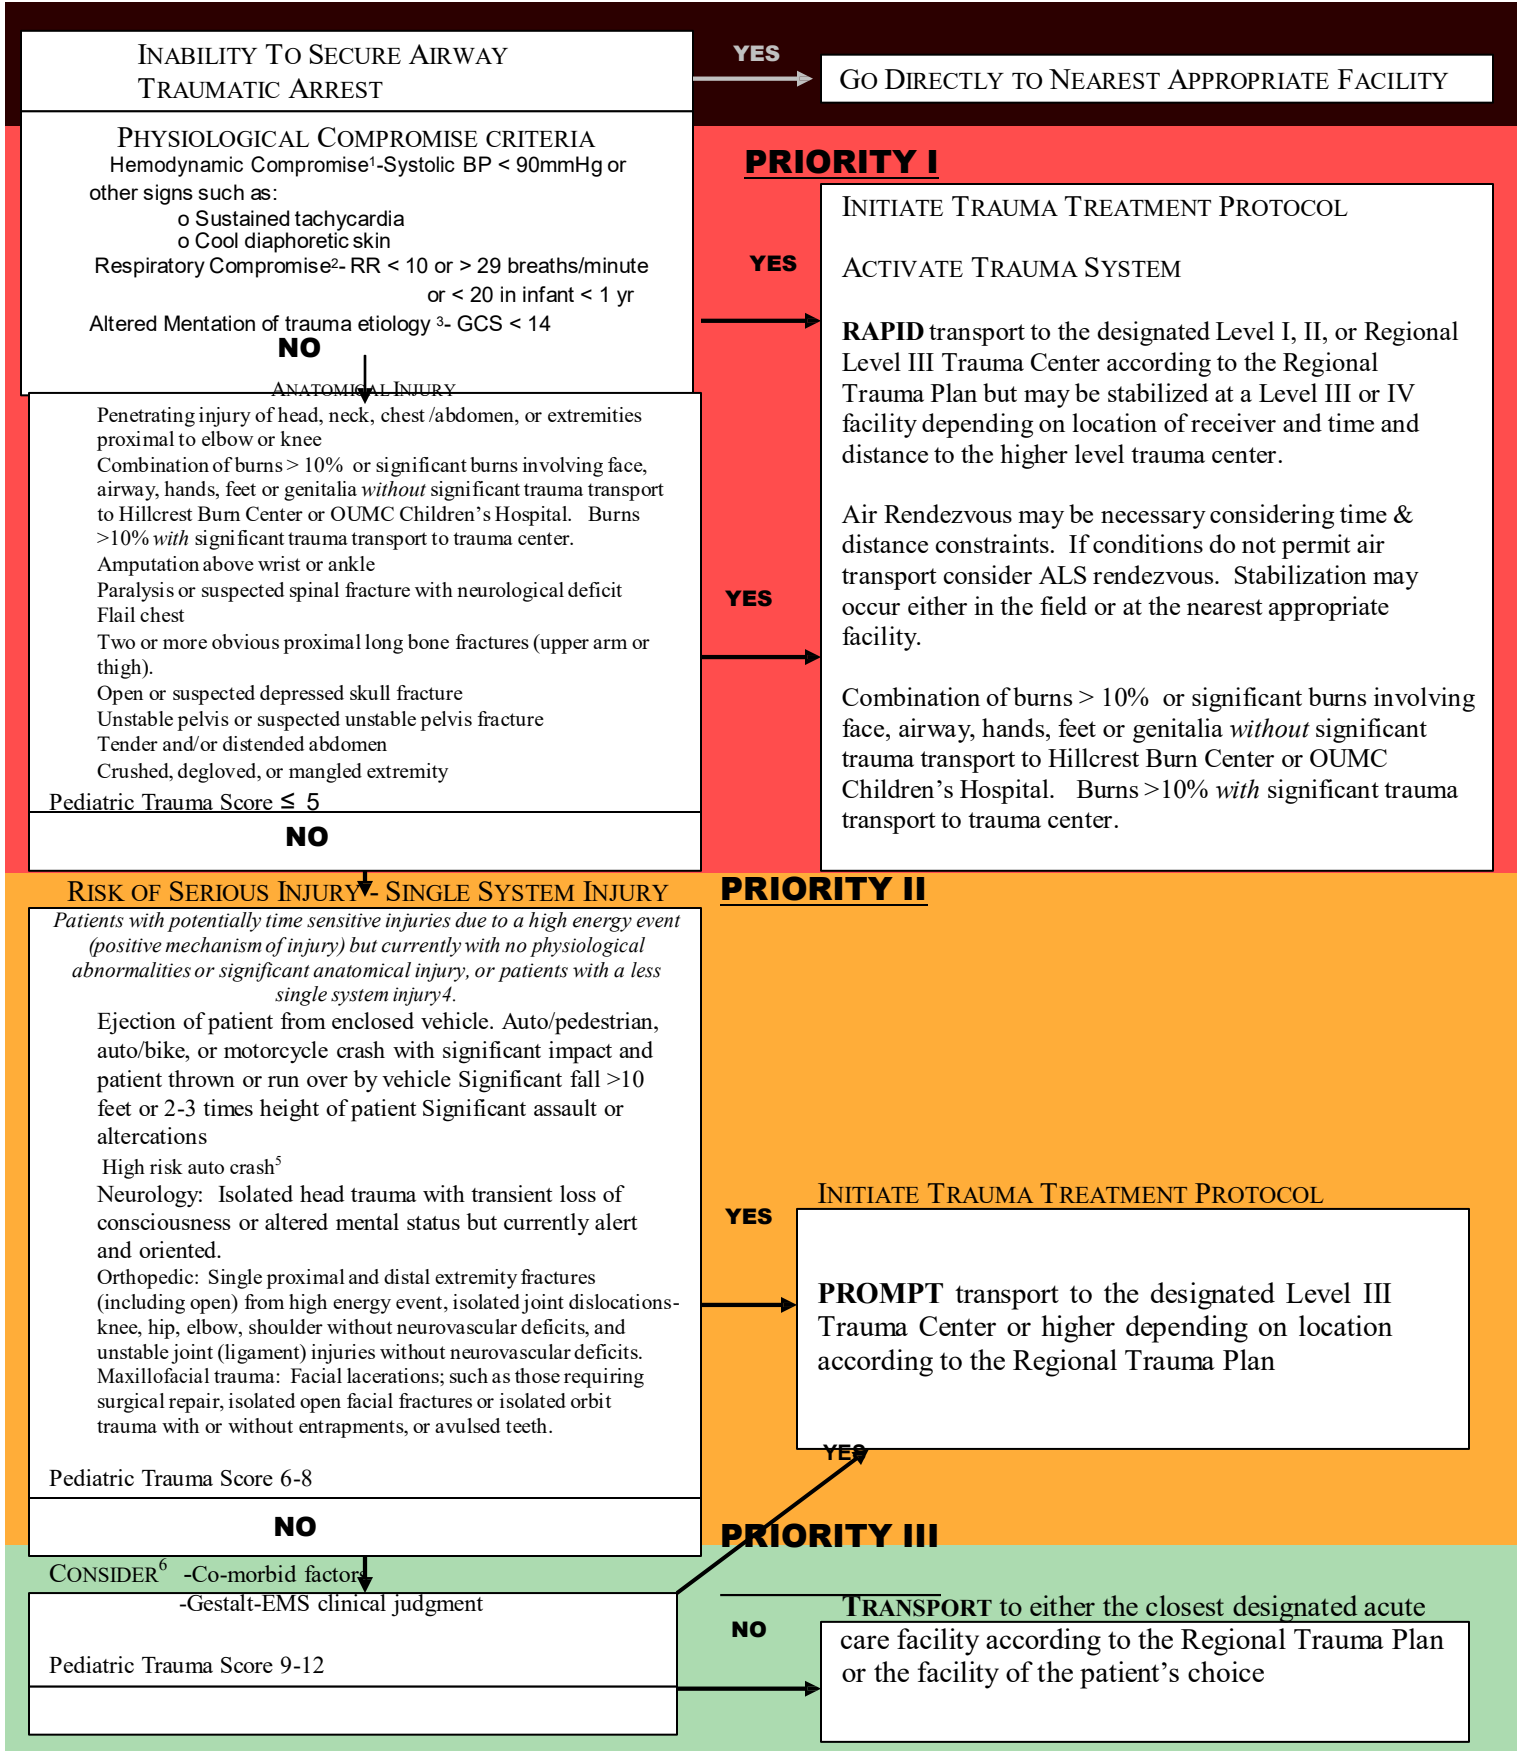 INABILITY TO SECURE AIRWAY
TRAUMATIC ARREST
YES
GO DIRECTLY TO NEAREST APPROPRIATE FACILITY
PHYSIOLOGICAL COMPROMISE CRITERIA
Hemodynamic Compromise¹-Systolic BP < 90mmHg or
other signs such as:
o Sustained tachycardia
o Cool diaphoretic skin
Respiratory Compromise²- RR < 10 or > 29 breaths/minute
or < 20 in infant < 1 yr
Altered Mentation of trauma etiology ³- GCS < 14
NO
YES
PRIORITY I
INITIATE TRAUMA TREATMENT PROTOCOL
ACTIVATE TRAUMA SYSTEM
RAPID transport to the designated Level I, II, or Regional
Level III Trauma Center according to the Regional
Trauma Plan but may be stabilized at a Level III or IV
facility depending on location of receiver and time and
distance to the higher level trauma center.
Air Rendezvous may be necessary considering time &
distance constraints. If conditions do not permit air
transport consider ALS rendezvous. Stabilization may
occur either in the field or at the nearest appropriate
facility.
Combination of burns > 10% or significant burns involving
face, airway, hands, feet or genitalia without significant
trauma transport to Hillcrest Burn Center or OUMC
Children’s Hospital. Burns >10% with significant trauma
transport to trauma center.
ANATOMICAL INJURY
Penetrating injury of head, neck, chest /abdomen, or extremities
proximal to elbow or knee
Combination of burns > 10% or significant burns involving face,
airway, hands, feet or genitalia without significant trauma transport
to Hillcrest Burn Center or OUMC Children’s Hospital. Burns
>10% with significant trauma transport to trauma center.
Amputation above wrist or ankle
Paralysis or suspected spinal fracture with neurological deficit
Flail chest
Two or more obvious proximal long bone fractures (upper arm or
thigh).
Open or suspected depressed skull fracture
Unstable pelvis or suspected unstable pelvis fracture
Tender and/or distended abdomen
Crushed, degloved, or mangled extremity
Pediatric Trauma Score ≤ 5
YES
NO
RISK OF SERIOUS INJURY - SINGLE SYSTEM INJURY
PRIORITY II
Patients with potentially time sensitive injuries due to a high energy event
(positive mechanism of injury) but currently with no physiological
abnormalities or significant anatomical injury, or patients with a less
single system injury4.
Ejection of patient from enclosed vehicle. Auto/pedestrian,
auto/bike, or motorcycle crash with significant impact and
patient thrown or run over by vehicle Significant fall >10
feet or 2-3 times height of patient Significant assault or
altercations
High risk auto crash⁵
Neurology: Isolated head trauma with transient loss of
consciousness or altered mental status but currently alert
and oriented.
Orthopedic: Single proximal and distal extremity fractures
(including open) from high energy event, isolated joint dislocations-
knee, hip, elbow, shoulder without neurovascular deficits, and
unstable joint (ligament) injuries without neurovascular deficits.
Maxillofacial trauma: Facial lacerations; such as those requiring
surgical repair, isolated open facial fractures or isolated orbit
trauma with or without entrapments, or avulsed teeth.
Pediatric Trauma Score 6-8
YES
INITIATE TRAUMA TREATMENT PROTOCOL
PROMPT transport to the designated Level III
Trauma Center or higher depending on location
according to the Regional Trauma Plan
YES
NO
PRIORITY III
CONSIDER⁶ -Co-morbid factors
-Gestalt-EMS clinical judgment
Pediatric Trauma Score 9-12
NO
TRANSPORT to either the closest designated acute
care facility according to the Regional Trauma Plan
or the facility of the patient’s choice